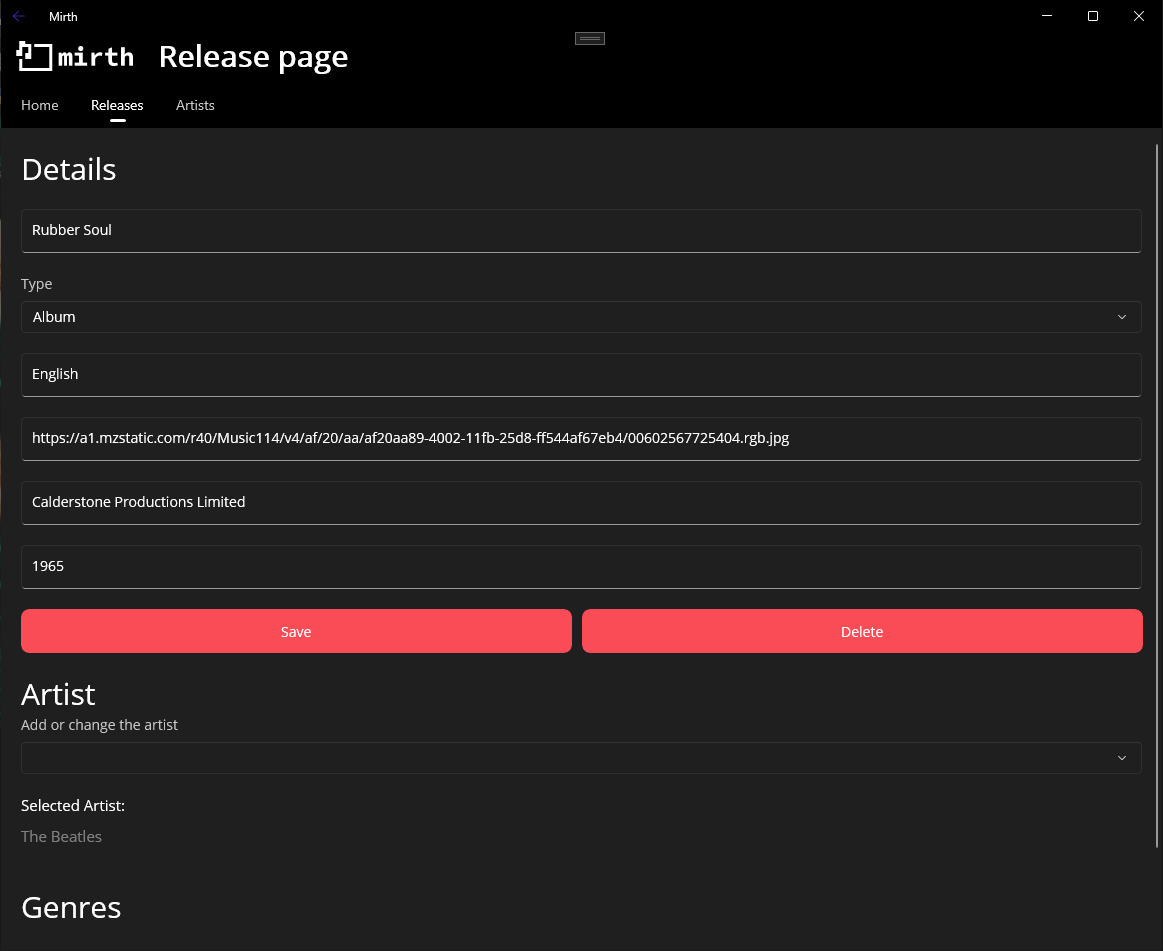 Mirth
mirth Release page
Home Releases Artists
Details
Rubber Soul
Type
Album
English
https://a1.mzstatic.com/r40/Music114/v4/af/20/aa/af20aa89-4002-11fb-25d8-ff544af67eb4/00602567725404.rgb.jpg
Calderstone Productions Limited
1965
Save Delete
Artist
Add or change the artist
Selected Artist:
The Beatles
Genres